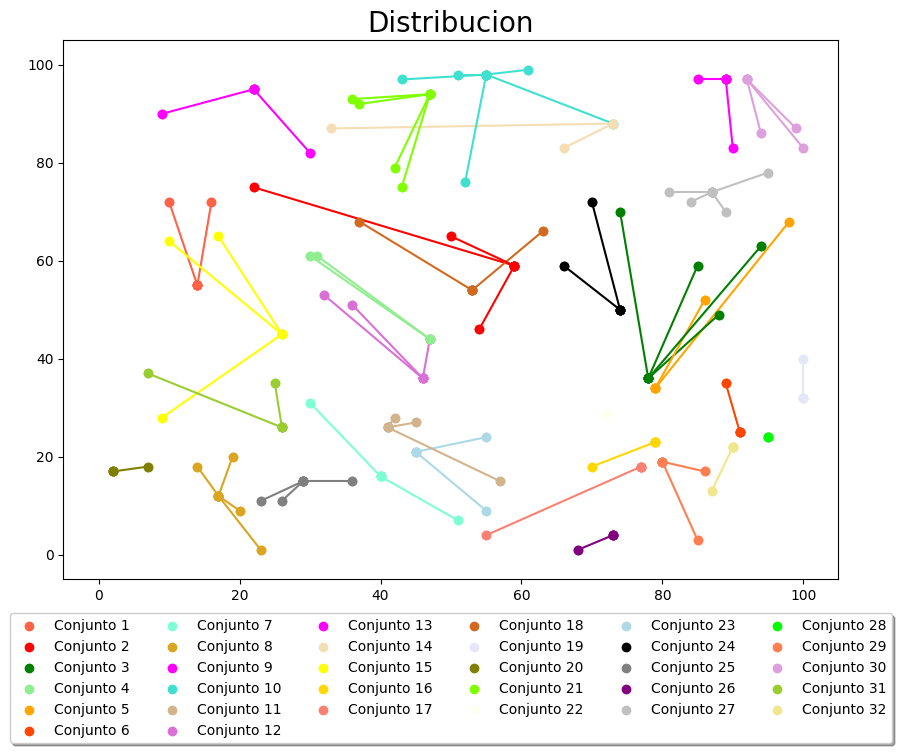 Distribucion
100
80
60
40
20
0
0 20 40 60 80 100
Conjunto 1 Conjunto 7 Conjunto 13 Conjunto 18 Conjunto 23 Conjunto 28
Conjunto 2 Conjunto 8 Conjunto 14 Conjunto 19 Conjunto 24 Conjunto 29
Conjunto 3 Conjunto 9 Conjunto 15 Conjunto 20 Conjunto 25 Conjunto 30
Conjunto 4 Conjunto 10 Conjunto 16 Conjunto 21 Conjunto 26 Conjunto 31
Conjunto 5 Conjunto 11 Conjunto 17 Conjunto 22 Conjunto 27 Conjunto 32
Conjunto 6 Conjunto 12